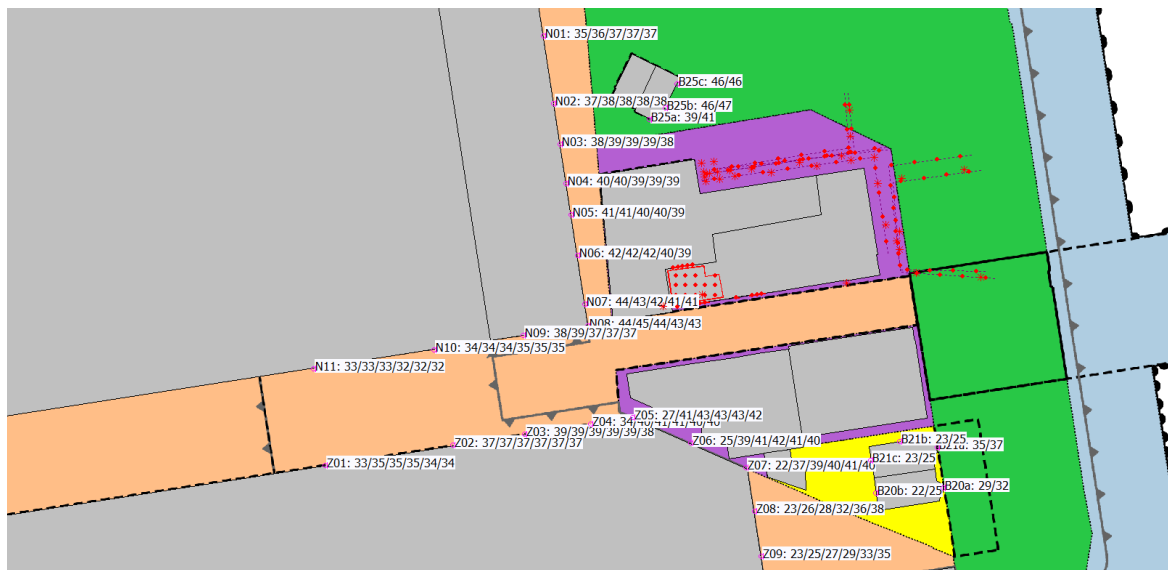 N01: 35/36/37/37/37
B25c: 46/46
N02: 37/38/38/38/38
B25b: 46/47
B25a: 39/41
N03: 38/39/39/39/38
N04: 40/40/39/39/39
N05: 41/41/40/40/39
N06: 42/42/42/40/39
N07: 44/43/42/41/41
N08: 44/45/44/43/43
N09: 38/39/37/37/37
N10: 34/34/34/35/35/35
N11: 33/33/33/32/32/32
Z05: 27/41/43/43/43/42
Z04: 34/40/41/41/40/40
Z03: 39/39/39/39/39/38
Z02: 37/37/37/37/37/37
Z06: 25/39/41/42/41/40
B21b: 23/25
B21a: 35/37
B21c: 23/25
Z01: 33/35/35/35/34/34
Z07: 22/37/39/40/41/40
B20a: 29/32
B20b: 22/25
Z08: 23/26/28/32/36/38
Z09: 23/25/27/29/33/35